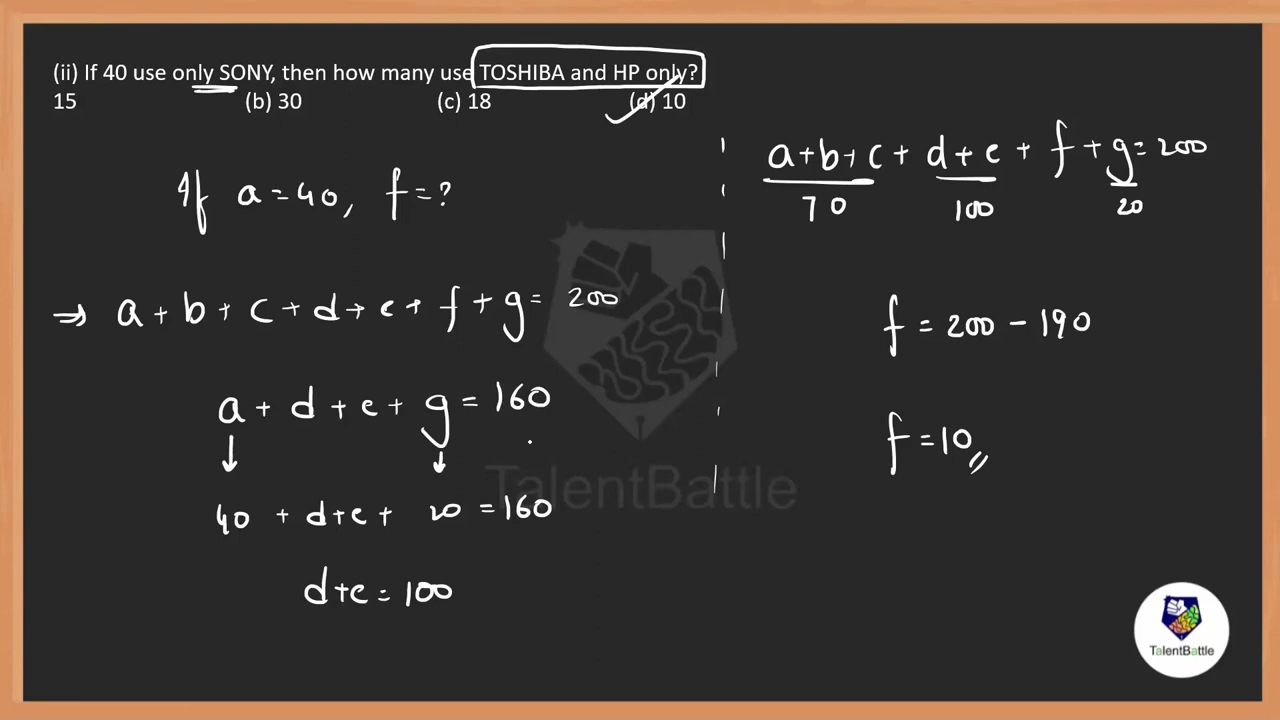 (ii) If 40 use only SONY, then how many use TOSHIBA and HP only?
15 (b) 30 (c) 18 (d) 10
If a = 40, f = ?
⇒ a + b + c + d + e + f + g = 200
a + d + e + g = 160
40 + d+e + 20 = 160
d+e = 100
a+b+c + d+e + f + g = 200
70 100 20
f = 200 - 190
f = 10
TalentBattle
TalentBattle